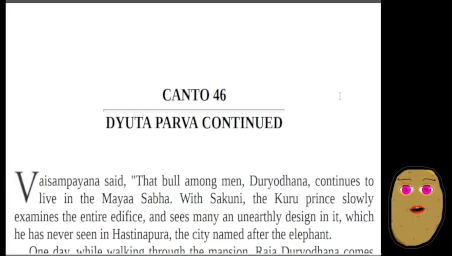 CANTO 46
DYUTA PARVA CONTINUED
Vaisampayana said, "That bull among men, Duryodhana, continues to
live in the Mayaa Sabha. With Sakuni, the Kuru prince slowly
examines the entire edifice, and sees many an unearthly design in it, which
he has never seen in Hastinapura, the city named after the elephant.
One day, while walking through the mansion, Raja Duryodhana comes